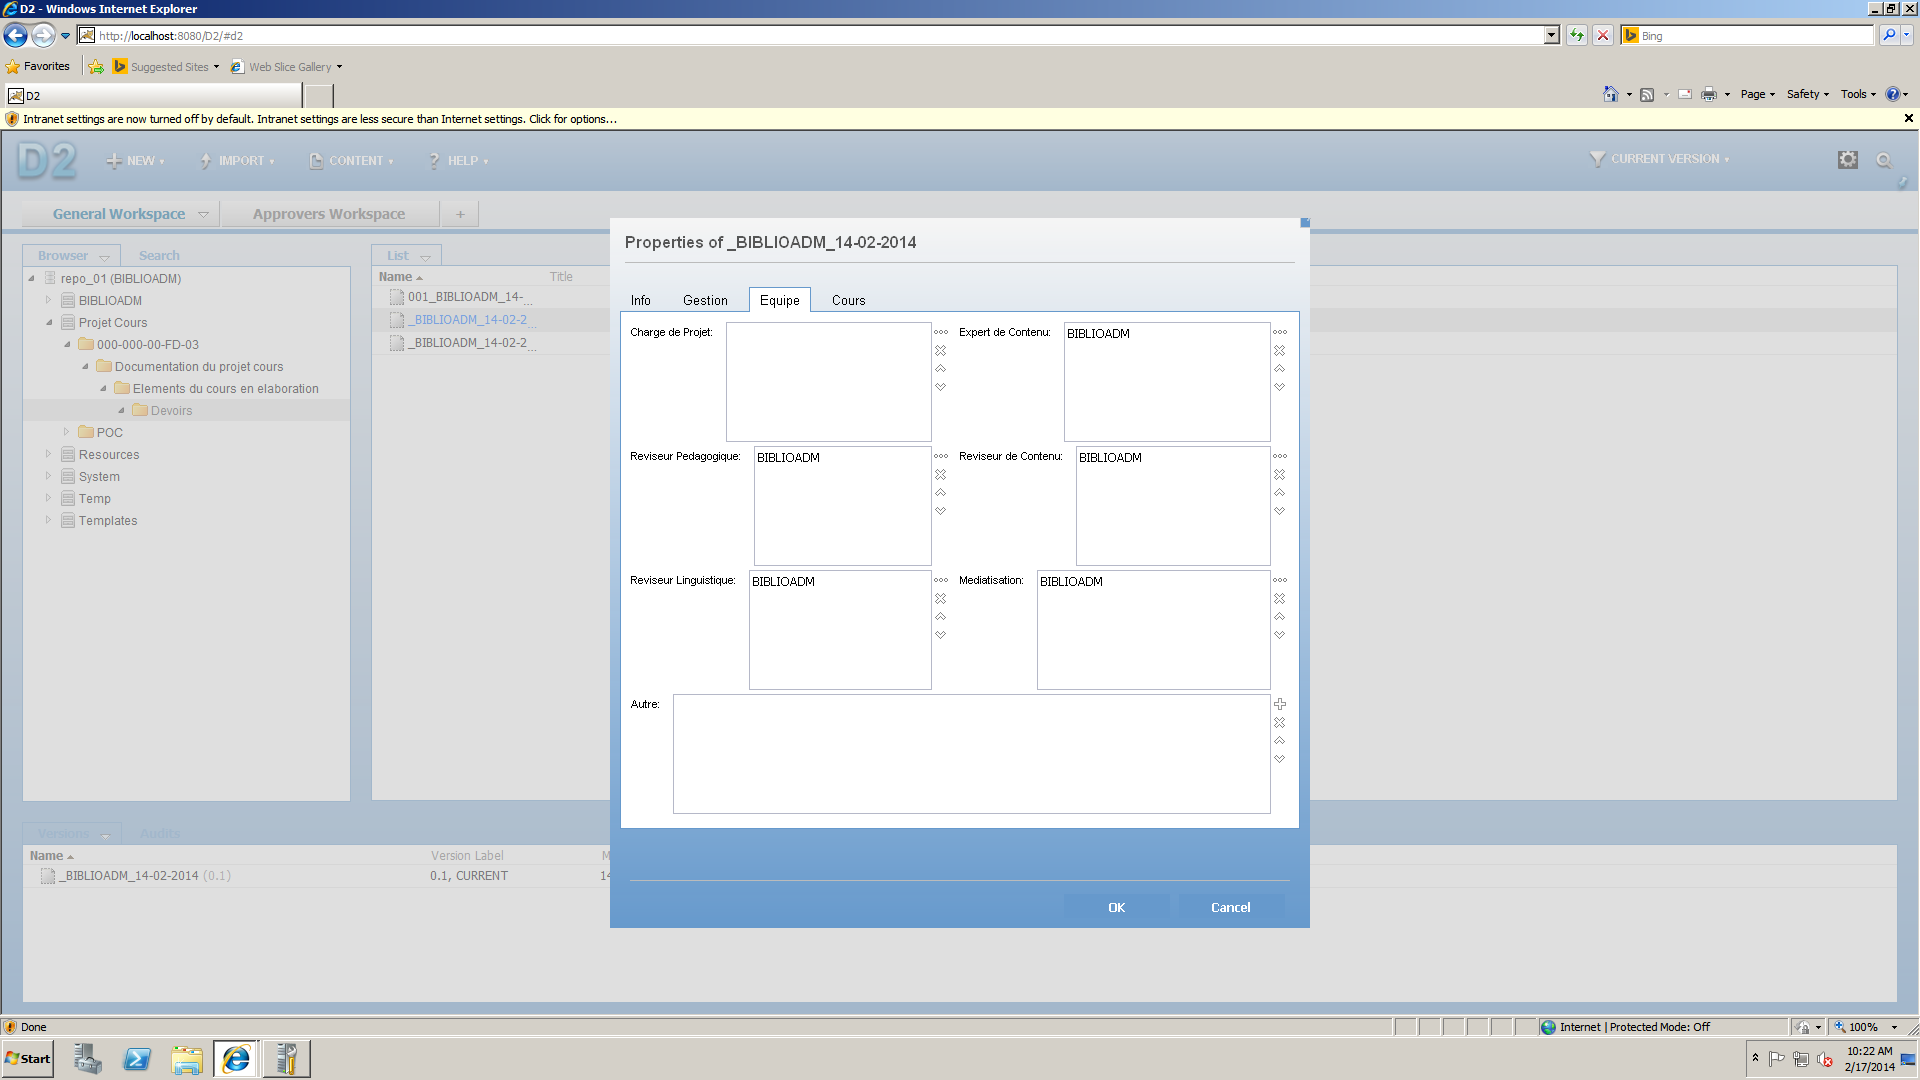 D2 - Windows Internet Explorer
http://localhost:8080/D2/#d2
Bing
Favorites
Suggested Sites
Web Slice Gallery
D2
Page
Safety
Tools
Intranet settings are now turned off by default. Intranet settings are less secure than Internet settings. Click for options...
D2
NEW
IMPORT
CONTENT
HELP
CURRENT VERSION
General Workspace
Approvers Workspace
+
Browser
Search
repo_01 (BIBLIOADM)
BIBLIOADM
Projet Cours
000-000-00-FD-03
Documentation du projet cours
Elements du cours en elaboration
Devoirs
POC
Resources
System
Temp
Templates
List
Name
Title
001_BIBLIOADM_14-...
_BIBLIOADM_14-02-2...
_BIBLIOADM_14-02-2...
Properties of _BIBLIOADM_14-02-2014
Info
Gestion
Equipe
Cours
Charge de Projet:
Expert de Contenu:
BIBLIOADM
Reviseur Pedagogique:
BIBLIOADM
Reviseur de Contenu:
BIBLIOADM
Reviseur Linguistique:
BIBLIOADM
Mediatisation:
BIBLIOADM
Autre:
OK
Cancel
Versions
Audits
Name
Version Label
M
_BIBLIOADM_14-02-2014 (0.1)
0.1, CURRENT
14
Done
Internet | Protected Mode: Off
100%
Start
10:22 AM
2/17/2014